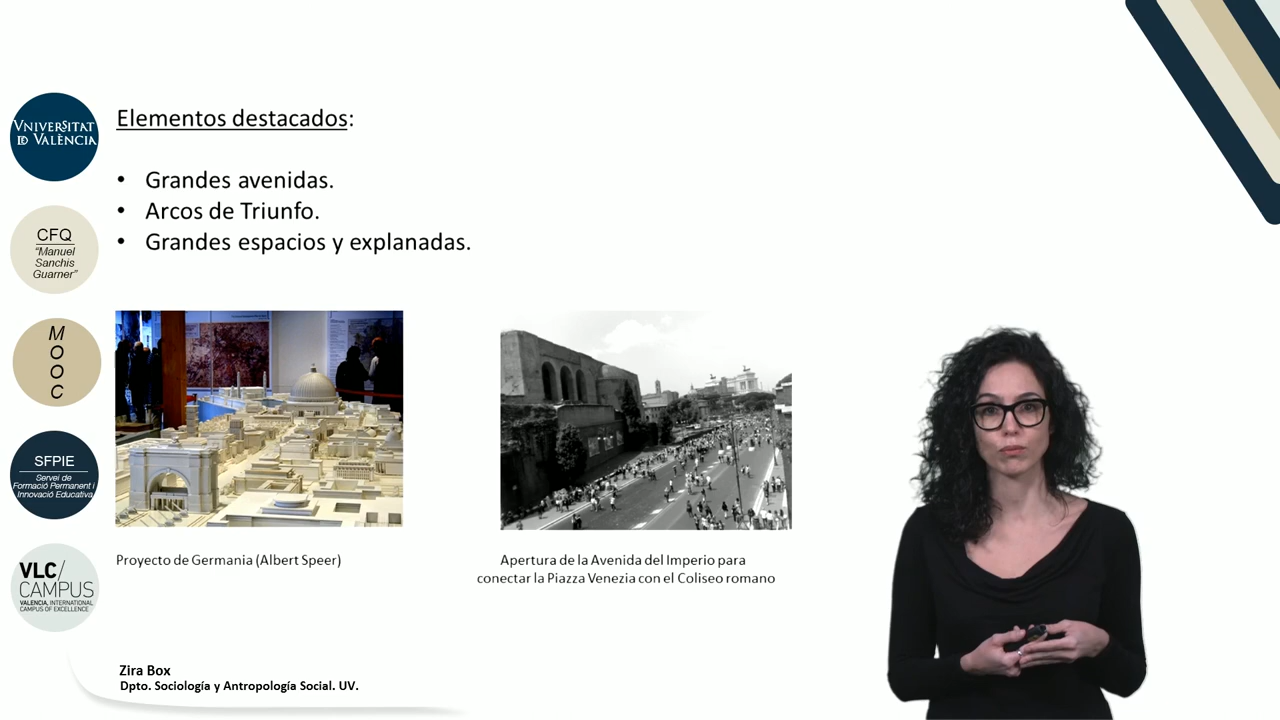 VNIVERSITAT
ID VALÈNCIA
Elementos destacados:
• Grandes avenidas.
• Arcos de Triunfo.
• Grandes espacios y explanadas.
CFQ
"Manuel
Sanchis
Guarner"
M
O
O
C
SFPIE
Servei de
Formació Permanent i
Innovació Educativa
VLC/
CAMPUS
VALENCIA, INTERNATIONAL
CAMPUS OF EXCELLENCE
Proyecto de Germania (Albert Speer)
Apertura de la Avenida del Imperio para
conectar la Piazza Venezia con el Coliseo romano
Zira Box
Dpto. Sociología y Antropología Social. UV.